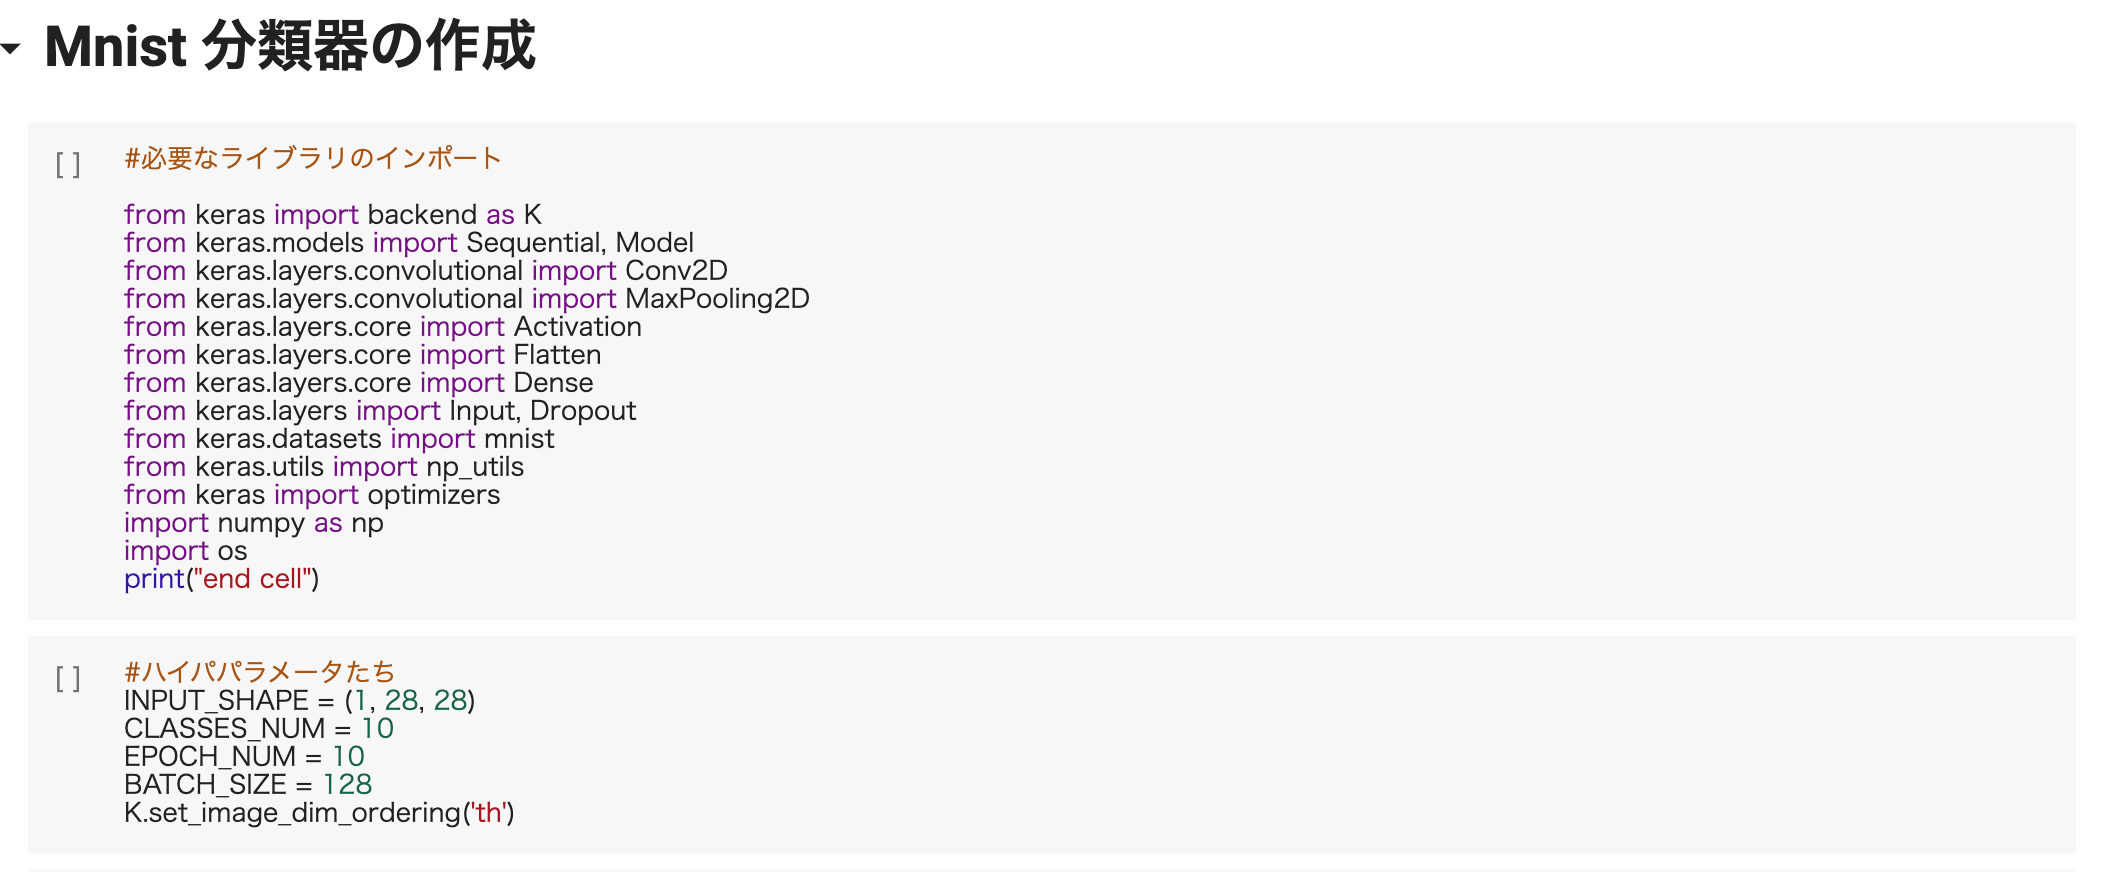 Mnist 分類器の作成
[ ]
#必要なライブラリのインポート
from keras import backend as K
from keras.models import Sequential, Model
from keras.layers.convolutional import Conv2D
from keras.layers.convolutional import MaxPooling2D
from keras.layers.core import Activation
from keras.layers.core import Flatten
from keras.layers.core import Dense
from keras.layers import Input, Dropout
from keras.datasets import mnist
from keras.utils import np_utils
from keras import optimizers
import numpy as np
import os
print("end cell")
[ ]
#ハイパパラメータたち
INPUT_SHAPE = (1, 28, 28)
CLASSES_NUM = 10
EPOCH_NUM = 10
BATCH_SIZE = 128
K.set_image_dim_ordering('th')